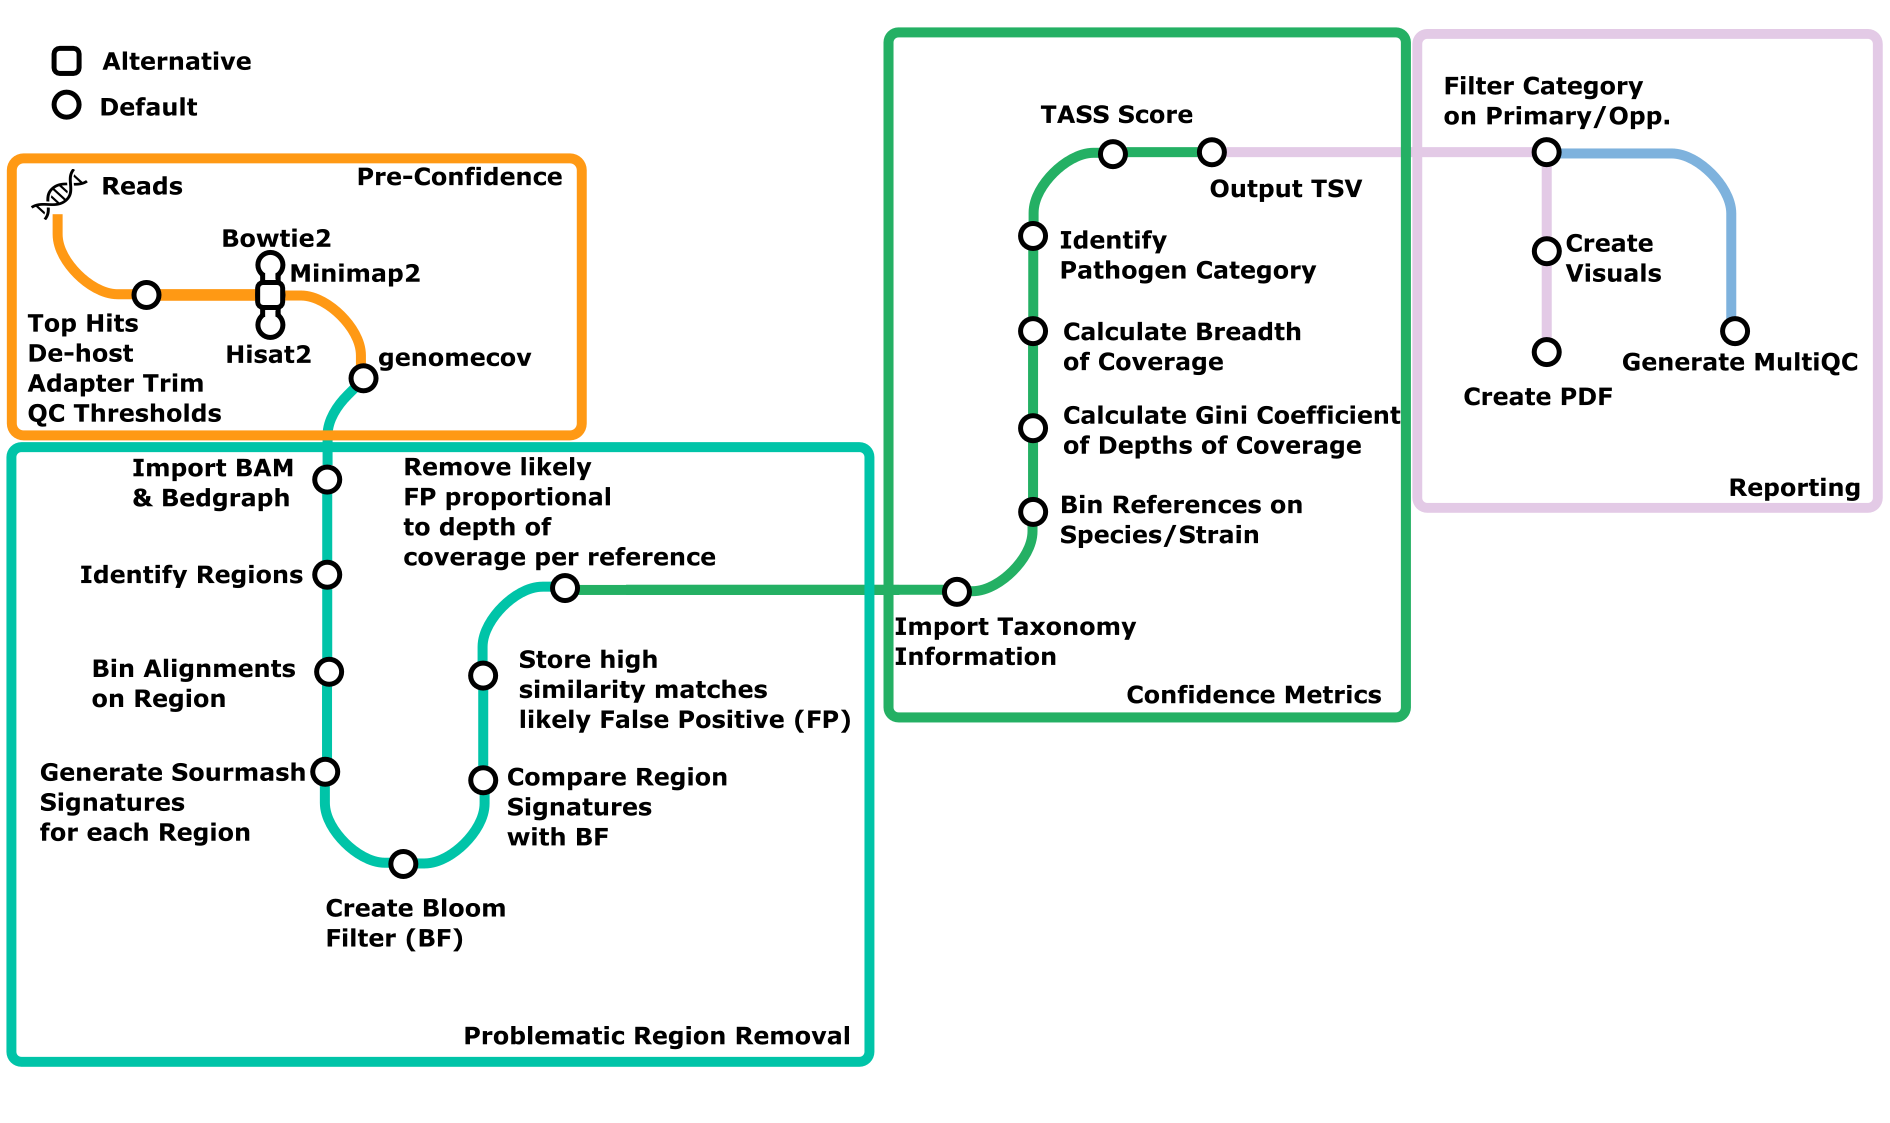 Alternative
Default
Pre-Confidence
Reads
Bowtie2
Minimap2
Hisat2
Top Hits
De-host
Adapter Trim
QC Thresholds
genomecov
Import BAM
& Bedgraph
Identify Regions
Bin Alignments
on Region
Generate Sourmash
Signatures
for each Region
Create Bloom
Filter (BF)
Compare Region
Signatures
with BF
Store high
similarity matches
likely False Positive (FP)
Remove likely
FP proportional
to depth of
coverage per reference
Problematic Region Removal
Import Taxonomy
Information
Bin References on
Species/Strain
Calculate Gini Coefficient
of Depths of Coverage
Calculate Breadth
of Coverage
Identify
Pathogen Category
TASS Score
Output TSV
Confidence Metrics
Filter Category
on Primary/Opp.
Create
Visuals
Create PDF
Generate MultiQC
Reporting